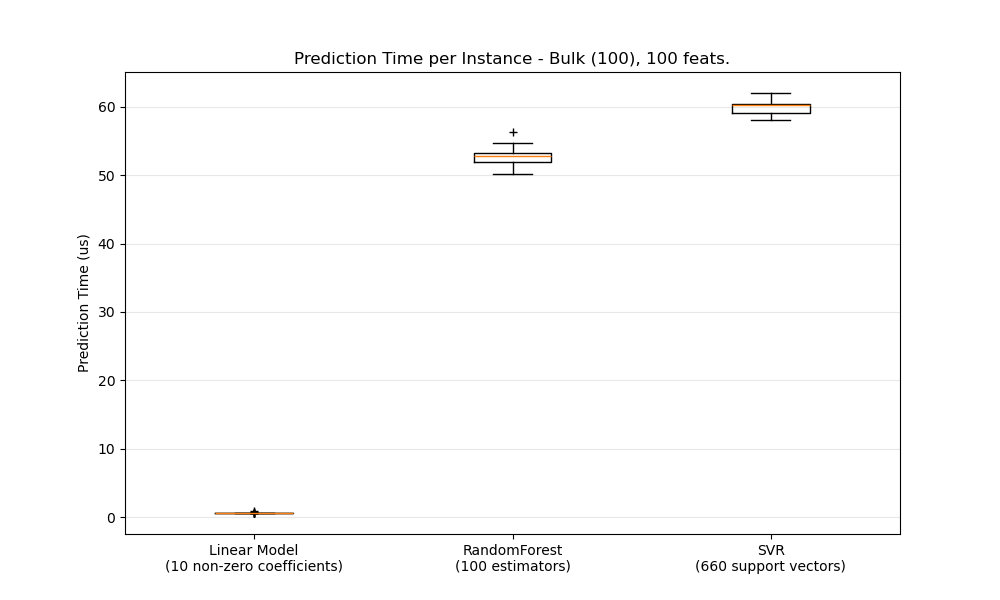 Prediction Time per Instance - Bulk (100), 100 feats.
Prediction Time (us)
60
50
40
30
20
10
0
Linear Model
(10 non-zero coefficients)
RandomForest
(100 estimators)
SVR
(660 support vectors)